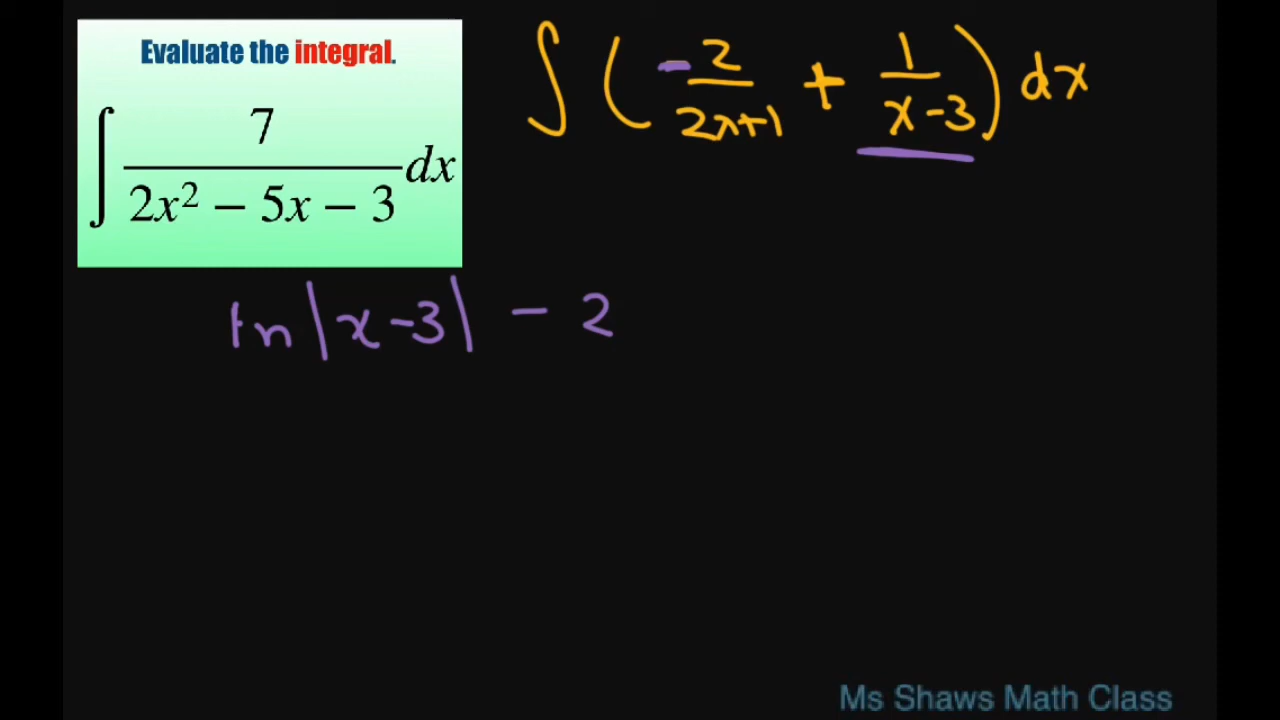 Evaluate the integral.
∫ 7 / (2x² − 5x − 3) dx
∫ ( -2/(2x+1) + 1/(x-3) ) dx
ln|x-3| - 2
Ms Shaws Math Class